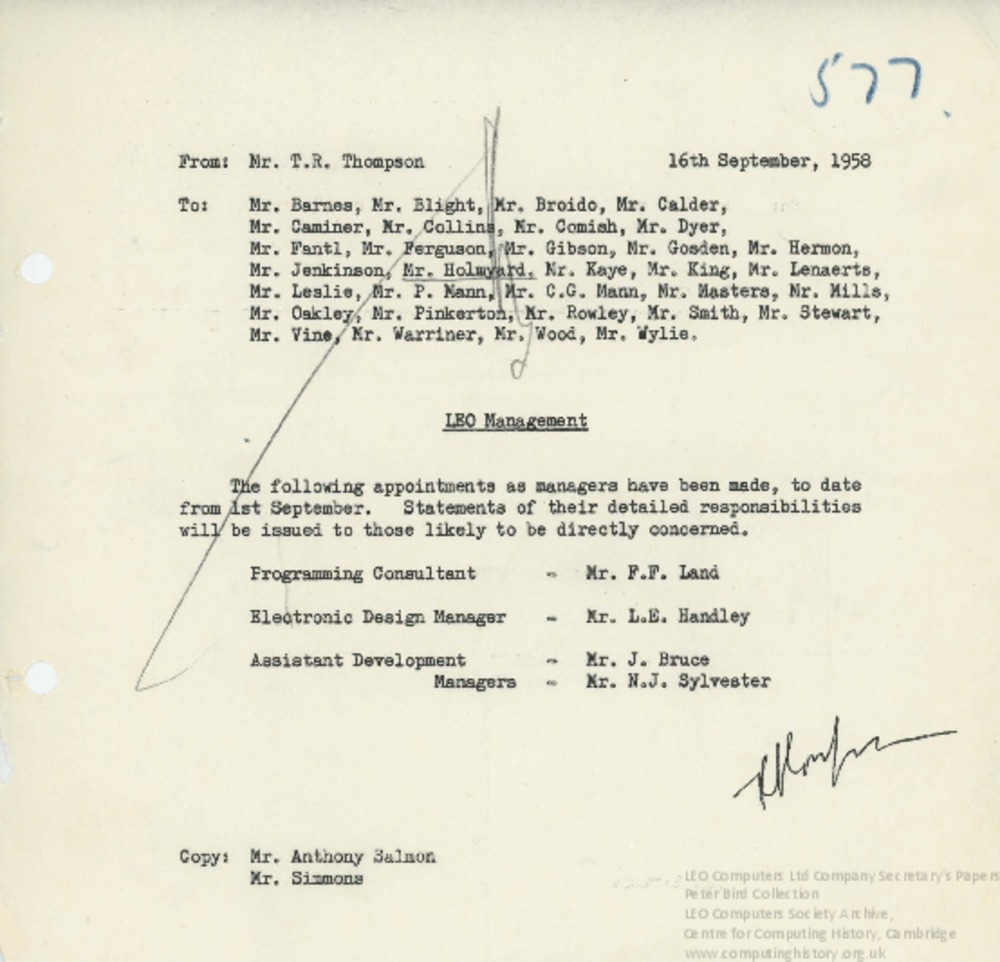 577
From: Mr. T.R. Thompson 16th September, 1958
To: Mr. Barnes, Mr. Blight, Mr. Broido, Mr. Calder,
Mr. Caminer, Mr. Collins, Mr. Comish, Mr. Dyer,
Mr. Fantl, Mr. Ferguson, Mr. Gibson, Mr. Gosden, Mr. Hermon,
Mr. Jenkinson, Mr. Holmyard, Mr. Kaye, Mr. King, Mr. Lenaerts,
Mr. Leslie, Mr. P. Mann, Mr. C.G. Mann, Mr. Masters, Mr. Mills,
Mr. Oakley, Mr. Pinkerton, Mr. Rowley, Mr. Smith, Mr. Stewart,
Mr. Vine, Mr. Warriner, Mr. Wood, Mr. Wylie.
LEO Management
The following appointments as managers have been made, to date
from 1st September. Statements of their detailed responsibilities
will be issued to those likely to be directly concerned.
Programming Consultant - Mr. F.F. Land
Electronic Design Manager - Mr. L.E. Handley
Assistant Development - Mr. J. Bruce
Managers - Mr. N.J. Sylvester
Copy: Mr. Anthony Salmon
Mr. Simmons
LEO Computers Ltd Company Secretary's Papers
Peter Bird Collection
LEO Computers Society Archive,
Centre for Computing History, Cambridge
www.computinghistory.org.uk